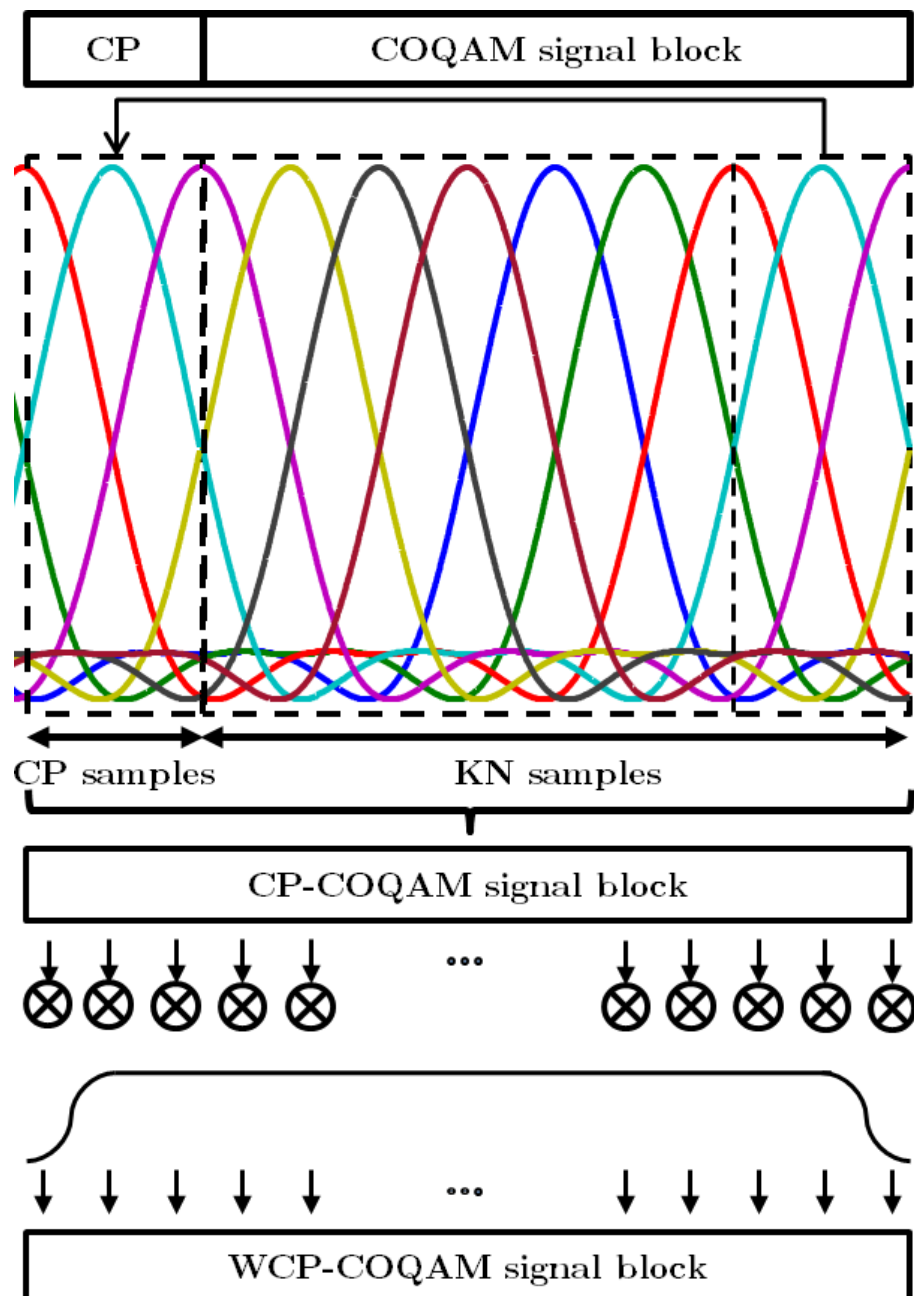 CP COQAM signal block
CP samples KN samples
CP-COQAM signal block
...
...
WCP-COQAM signal block